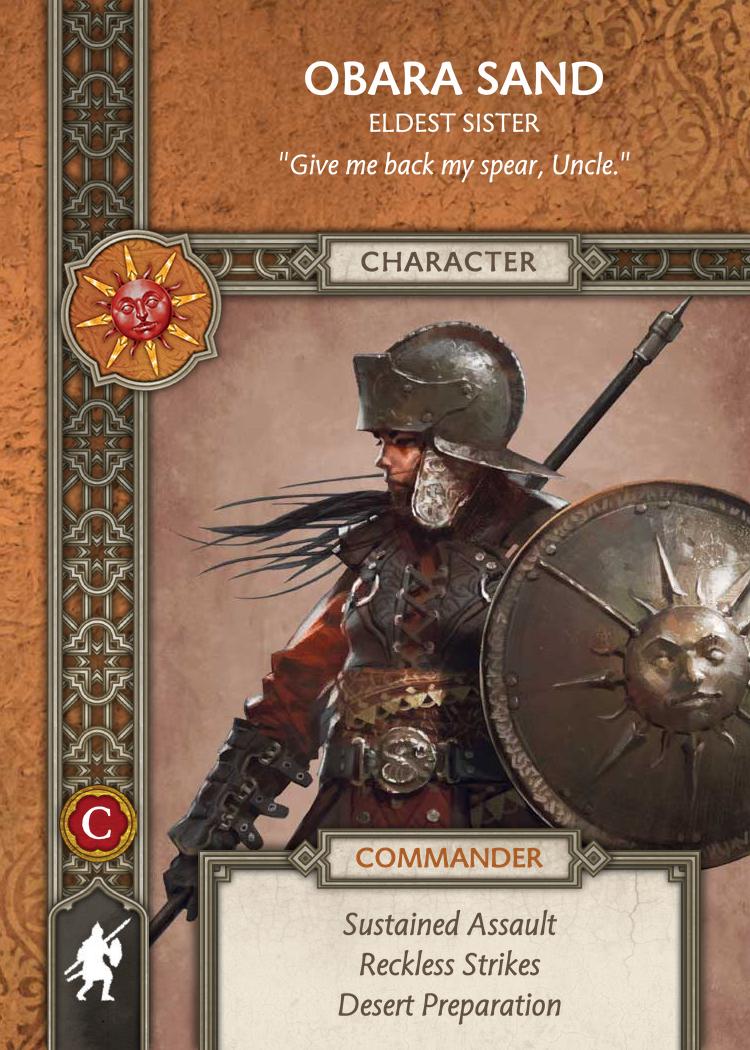 OBARA SAND
ELDEST SISTER
"Give me back my spear, Uncle."
CHARACTER
C
COMMANDER
Sustained Assault
Reckless Strikes
Desert Preparation